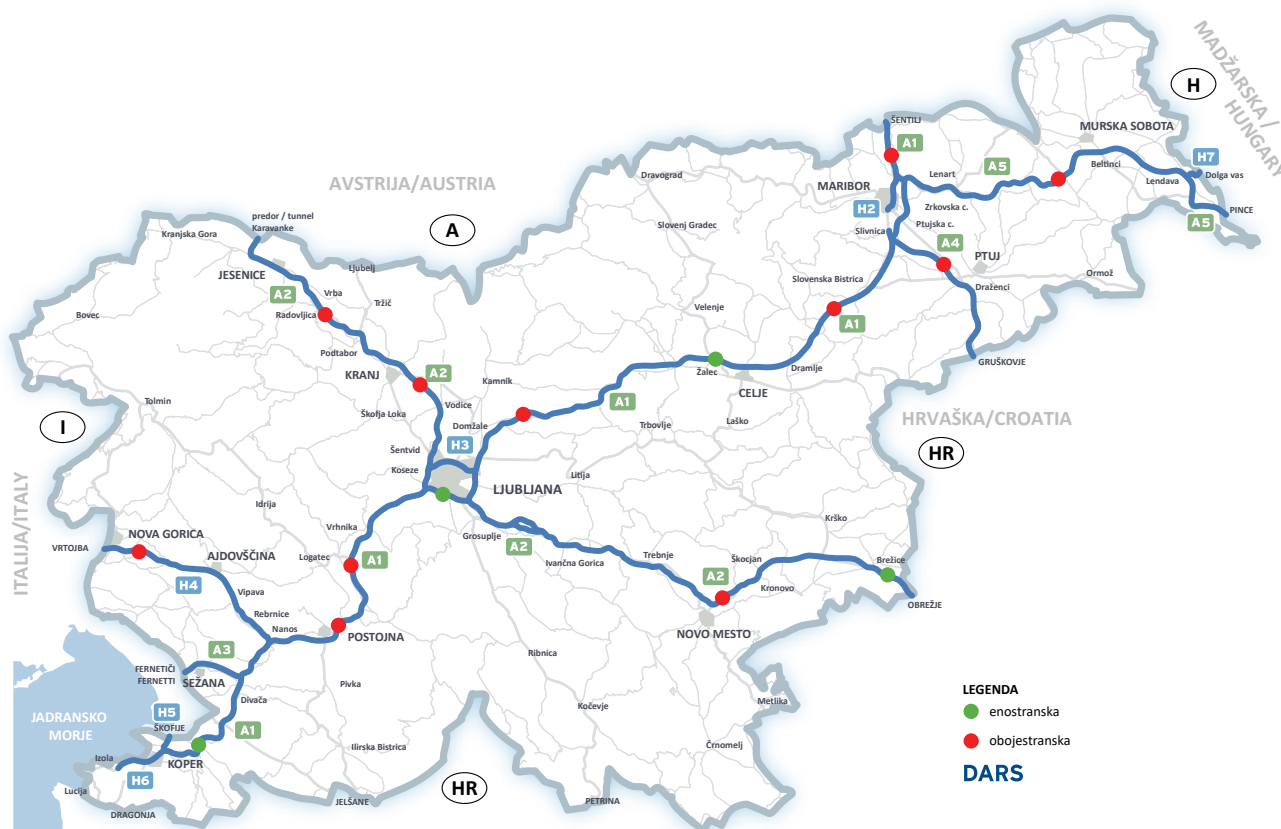 MADŽARSKA /
HUNGARY
H
ŠENTILJ
MURSKA SOBOTA
A1
A5
Beltinci
H7
Dolga vas
Lendava
Lenart
MARIBOR
Dravograd
AVSTRIJA/AUSTRIA
H2
Zrkovska c.
PINCE
A5
predor / tunnel
Karavanke
Kranjska Gora
A
Slovenj Gradec
Ptujska c.
Slivnica
A4
PTUJ
JESENICE
Ljubelj
Slovenska Bistrica
Ormož
Draženci
A2
Vrba
Tržič
Radovljica
Bovec
Velenje
A1
Podtabor
KRANJ
A2
Kamnik
Žalec
Dramlje
GRUŠKOVJE
CELJE
Tolmin
Škofja Loka
Vodice
A1
Domžale
I
HRVAŠKA/CROATIA
Trbovlje
Laško
Šentvid
H3
HR
Koseze
Litija
LJUBLJANA
Idrija
Vrhnika
Krško
ITALIJA/ITALY
NOVA GORICA
Grosuplje
VRTOJBA
AJDOVŠČINA
Logatec
A1
A2
Ivančna Gorica
Trebnje
Škocjan
Brežice
H4
Vipava
A2
Kronovo
OBREŽJE
Rebrnice
Nanos
POSTOJNA
NOVO MESTO
A3
Ribnica
FERNETIČI
FERNETTI
SEŽANA
Pivka
LEGENDA
Divača
Metlika
Kočevje
H5
enostranska
JADRANSKO
MORJE
ŠKOFIJE
A1
obojestranska
Ilirska Bistrica
Črnomelj
Izola
KOPER
DARS
H6
HR
Lucija
JELŠANE
PETRINA
DRAGONJA